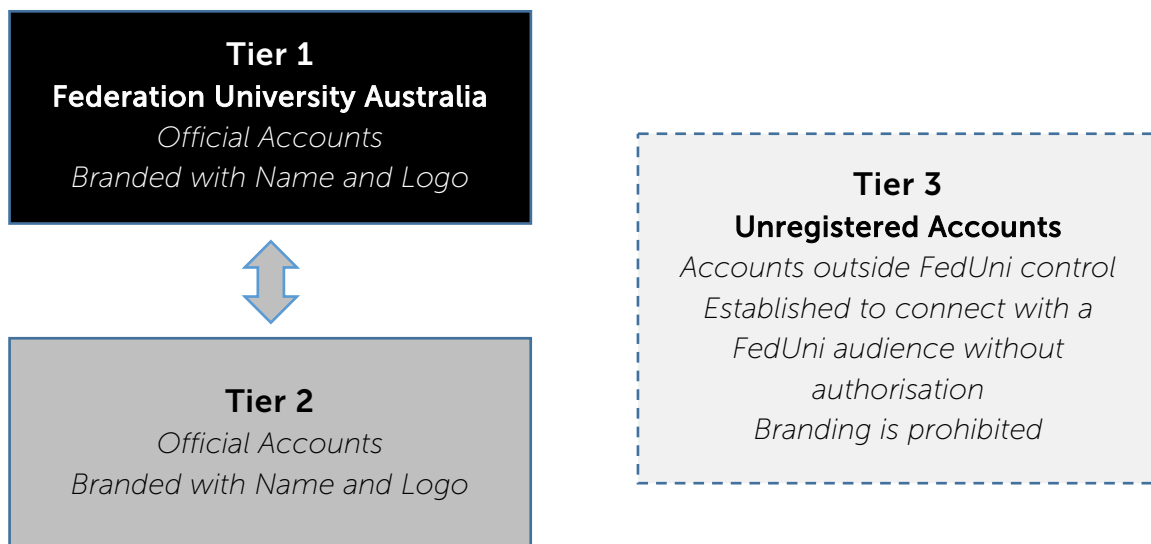 Tier 1
Federation University Australia
Official Accounts
Branded with Name and Logo
Tier 2
Official Accounts
Branded with Name and Logo
Tier 3
Unregistered Accounts
Accounts outside FedUni control
Established to connect with a
FedUni audience without
authorisation
Branding is prohibited